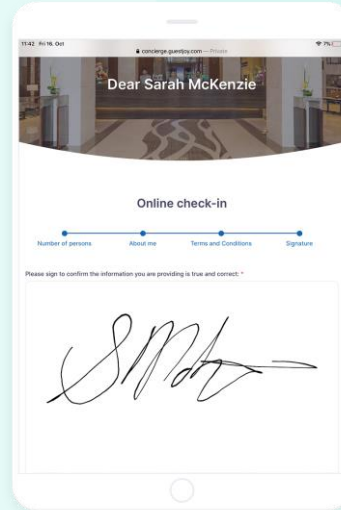 11:42 Fri 16. Oct
concierge.guestjoy.com — Private
Dear Sarah McKenzie
Online check-in
Number of persons About me Terms and Conditions Signature
Please sign to confirm the information you are providing is true and correct: *